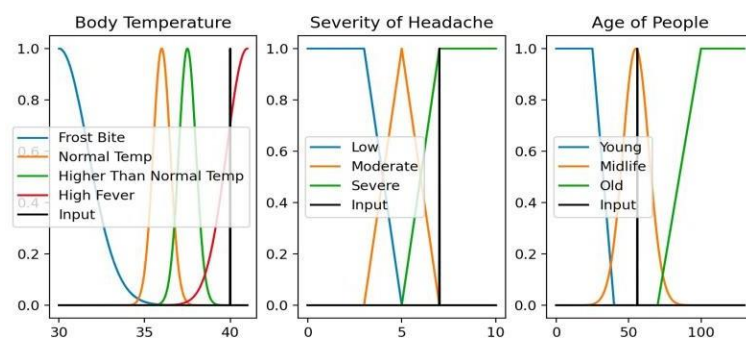 Body Temperature
1.0
0.8
0.6
0.4
0.2
0.0
Frost Bite
Normal Temp
Higher Than Normal Temp
High Fever
Input
30
35
40
Severity of Headache
1.0
0.8
0.6
0.4
0.2
0.0
Low
Moderate
Severe
Input
0
5
10
Age of People
1.0
0.8
0.6
0.4
0.2
0.0
Young
Midlife
Old
Input
0
50
100